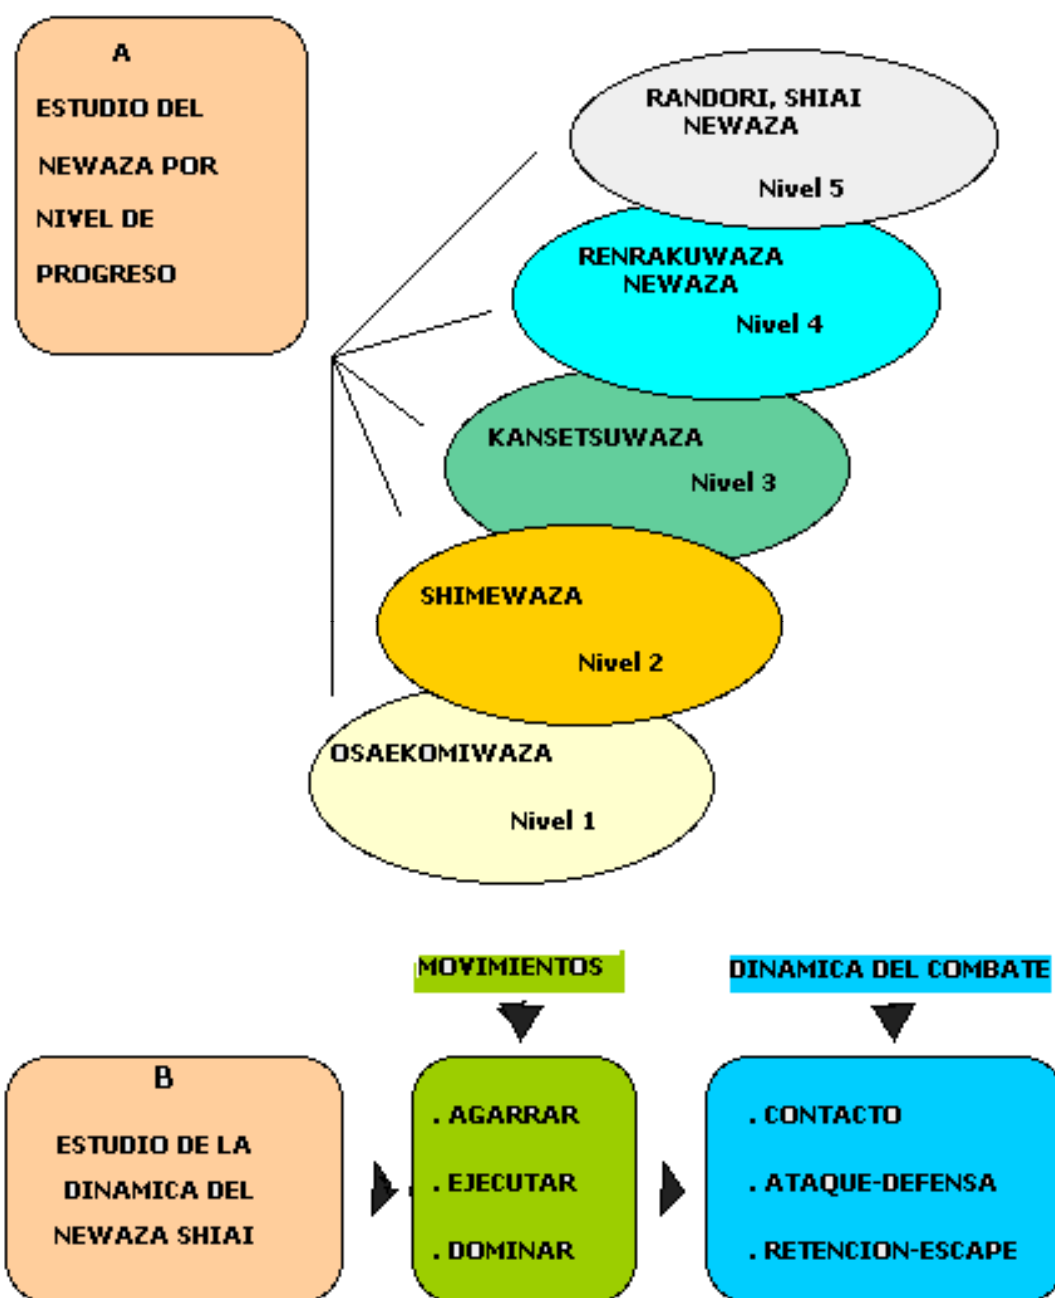 A
ESTUDIO DEL
NEWAZA POR
NIVEL DE
PROGRESO
RANDORI, SHIAI
NEWAZA
Nivel 5
RENRAKUWAZA
NEWAZA
Nivel 4
KANSETSUWAZA
Nivel 3
SHIMEWAZA
Nivel 2
OSAEKOMIWAZA
Nivel 1
MOVIMIENTOS
DINAMICA DEL COMBATE
B
ESTUDIO DE LA
DINAMICA DEL
NEWAZA SHIAI
. AGARRAR
. EJECUTAR
. DOMINAR
. CONTACTO
. ATAQUE-DEFENSA
. RETENCION-ESCAPE